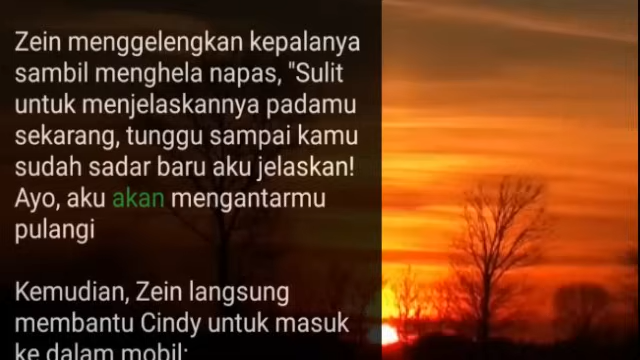 Zein menggelengkan kepalanya
sambil menghela napas, "Sulit
untuk menjelaskannya padamu
sekarang, tunggu sampai kamu
sudah sadar baru aku jelaskan!
Ayo, aku akan mengantarmu
pulangi
Kemudian, Zein langsung
membantu Cindy untuk masuk
ke dalam mobil;